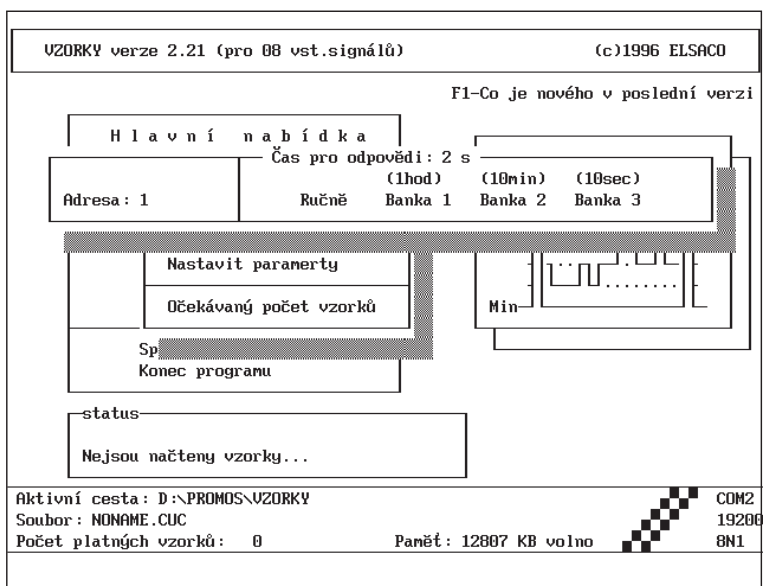 VZORKY verze 2.21 (pro 08 vst.signálů) (c)1996 ELSACO
F1-Co je nového v poslední verzi
Hlavní nabídka
Čas pro odpovědi: 2 s
(1hod) (10min) (10sec)
Adresa: 1 Ručně Banka 1 Banka 2 Banka 3
Nastavit paramerty
Očekávaný počet vzorků
Min
Sp
Konec programu
status
Nejsou načteny vzorky...
Aktivní cesta: D:\PROMOS\VZORKY COM2
Soubor: NONAME.CUC 19200
Počet platných vzorků: 0 Paměť: 12807 KB volno 8N1